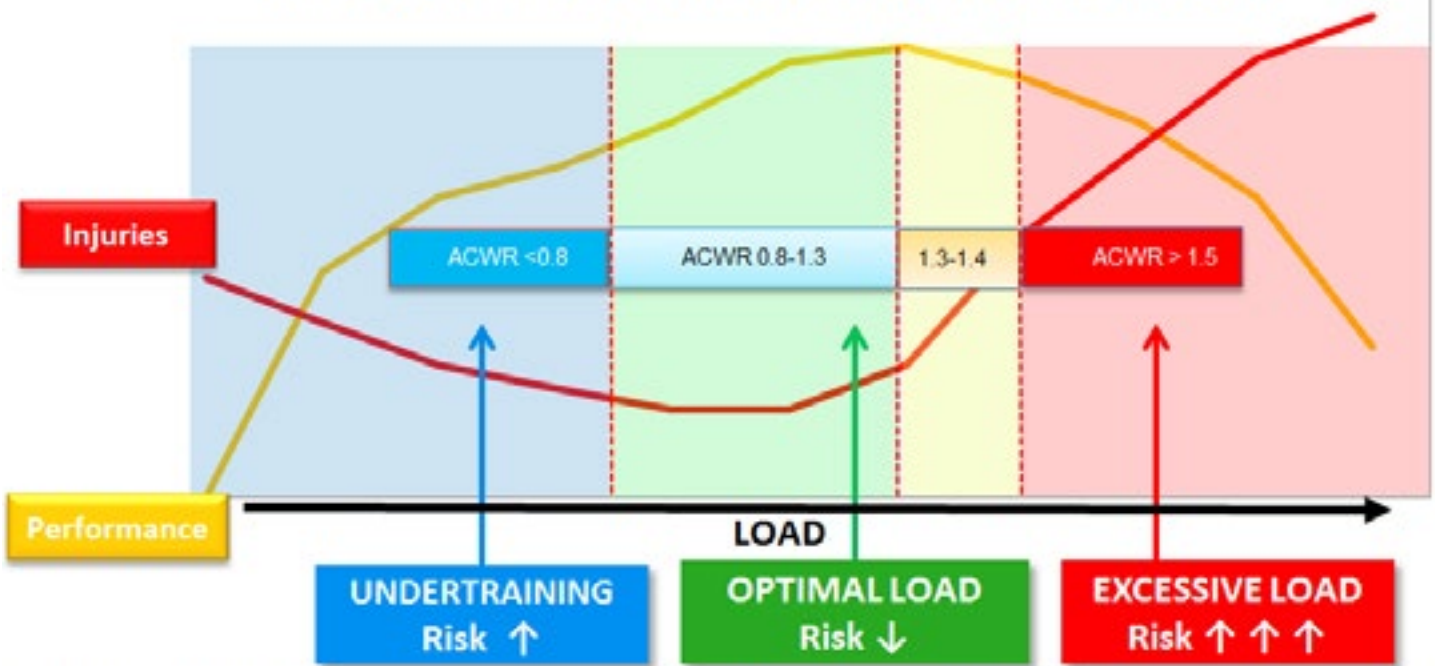 Injuries
ACWR <0.8
ACWR 0.8-1.3
1.3-1.4
ACWR > 1.5
Performance
LOAD
UNDERTRAINING
Risk ↑
OPTIMAL LOAD
Risk ↓
EXCESSIVE LOAD
Risk ↑ ↑ ↑